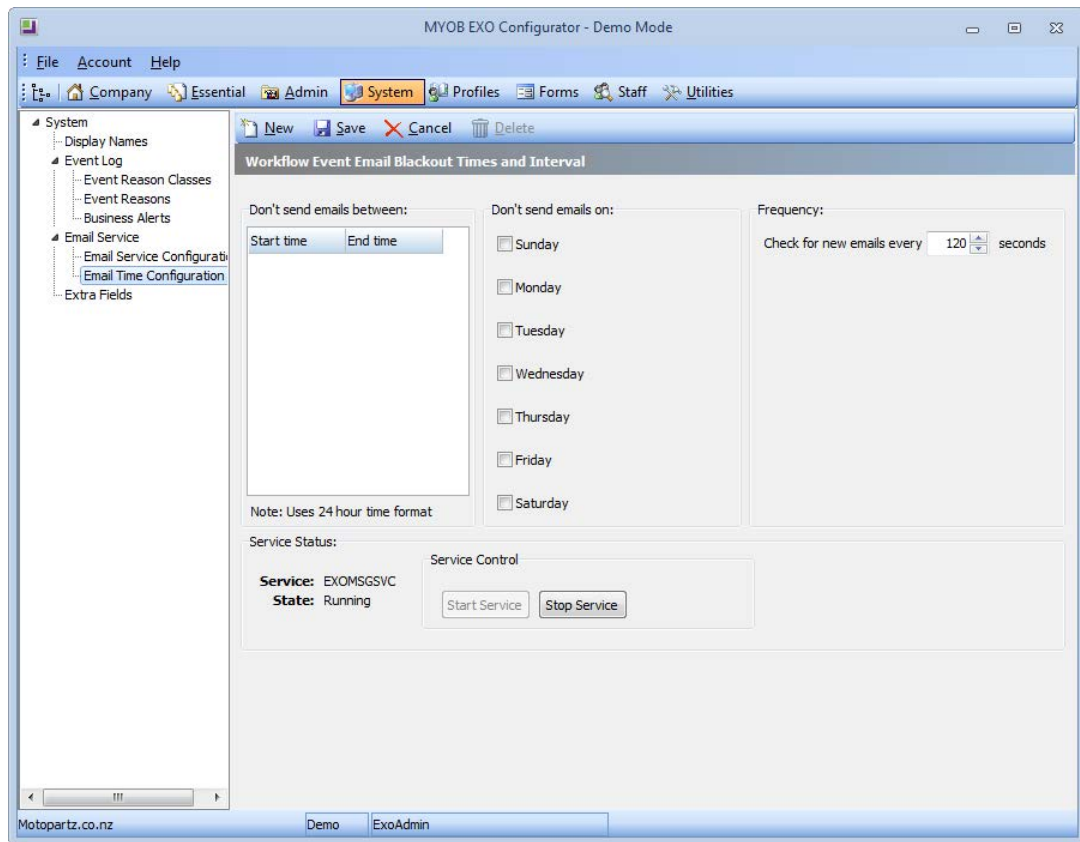 MYOB EXO Configurator - Demo Mode
File Account Help
Company Essential Admin System Profiles Forms Staff Utilities
System
Display Names
Event Log
Event Reason Classes
Event Reasons
Business Alerts
Email Service
Email Service Configurati
Email Time Configuration
Extra Fields
New Save Cancel Delete
Workflow Event Email Blackout Times and Interval
Don't send emails between:
Start time End time
Note: Uses 24 hour time format
Don't send emails on:
Sunday
Monday
Tuesday
Wednesday
Thursday
Friday
Saturday
Frequency:
Check for new emails every 120 seconds
Service Status:
Service: EXOMSGSVC
State: Running
Service Control
Start Service Stop Service
Motopartz.co.nz Demo ExoAdmin